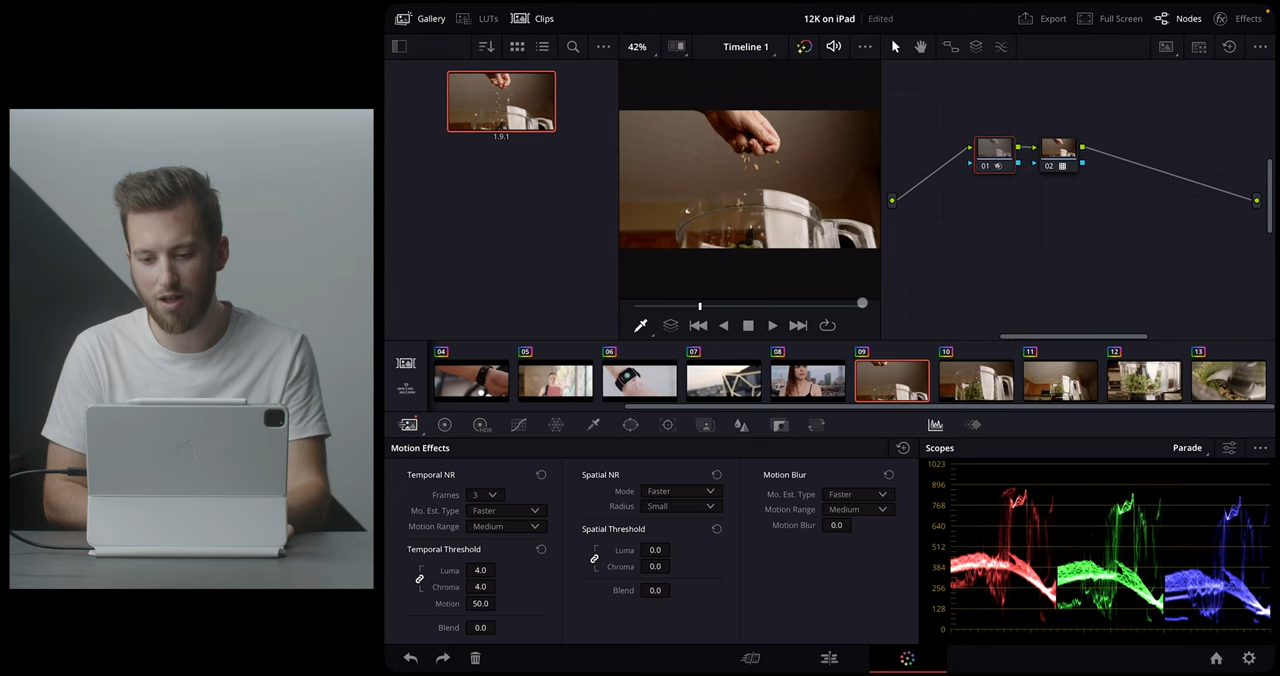 Gallery LUTs Clips 12K on iPad Edited Export Full Screen Nodes Effects
42% Timeline 1
1.9.1
01 02
04 05 06 07 08 09 10 11 12 13
HDR
Motion Effects
Temporal NR
Frames 3
Mo. Est. Type Faster
Motion Range Medium
Temporal Threshold
Luma 4.0
Chroma 4.0
Motion 50.0
Blend 0.0
Spatial NR
Mode Faster
Radius Small
Spatial Threshold
Luma 0.0
Chroma 0.0
Blend 0.0
Motion Blur
Mo. Est. Type Faster
Motion Range Medium
Motion Blur 0.0
Scopes Parade
1023
896
768
640
512
384
256
128
0